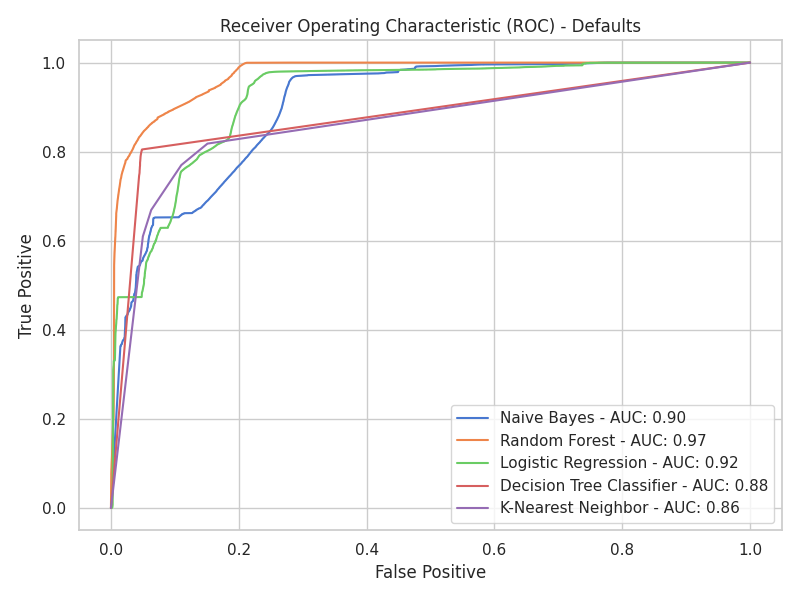 Receiver Operating Characteristic (ROC) - Defaults
1.0
0.8
0.6
0.4
0.2
0.0
True Positive
Naive Bayes - AUC: 0.90
Random Forest - AUC: 0.97
Logistic Regression - AUC: 0.92
Decision Tree Classifier - AUC: 0.88
K-Nearest Neighbor - AUC: 0.86
0.0 0.2 0.4 0.6 0.8 1.0
False Positive